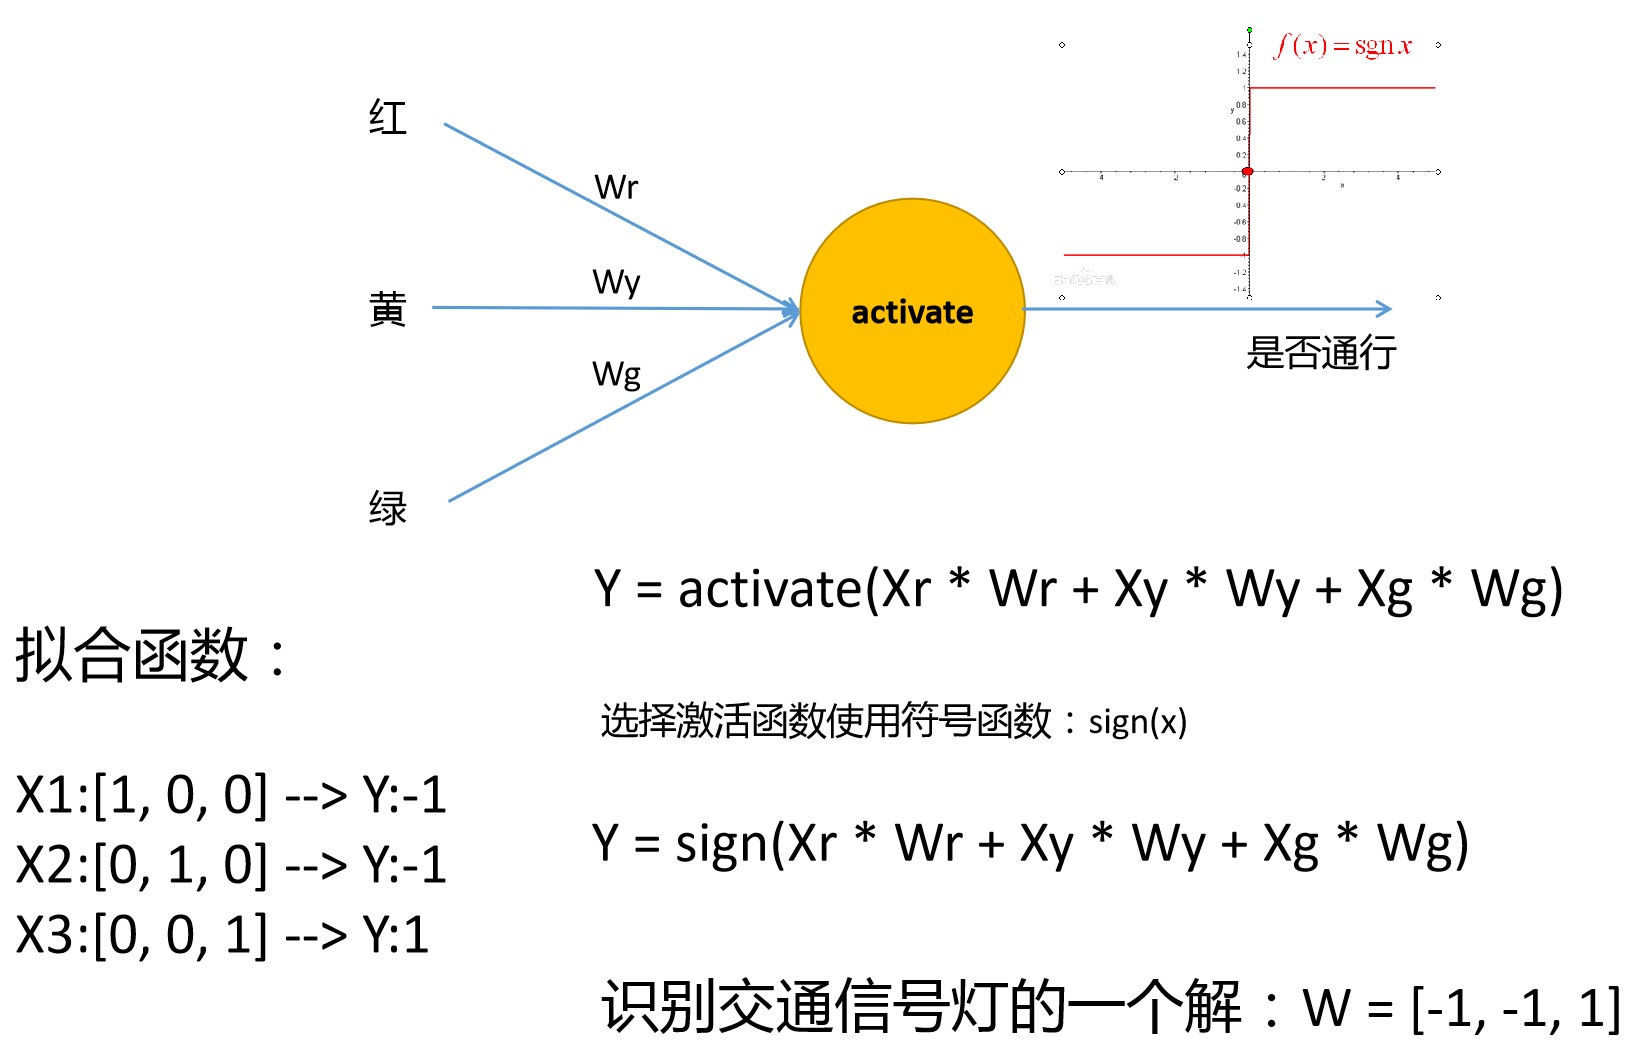 f(x) = sgn x
1.4
1.2
1
y
0.8
0.6
0.4
0.2
4
2
0
2
x
4
-0.2
-0.4
-0.6
-0.8
-1
-1.2
-1.4
红
Wr
黄
Wy
activate
绿
Wg
是否通行
Y = activate(Xr * Wr + Xy * Wy + Xg * Wg)
拟合函数：
选择激活函数使用符号函数：sign(x)
X1:[1, 0, 0] --> Y:-1
X2:[0, 1, 0] --> Y:-1
X3:[0, 0, 1] --> Y:1
Y = sign(Xr * Wr + Xy * Wy + Xg * Wg)
识别交通信号灯的一个解：W = [-1, -1, 1]